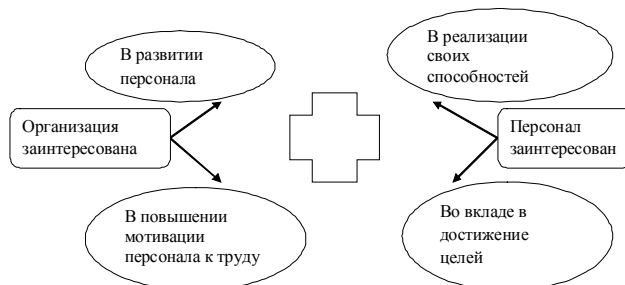 В развитии
персонала
В реализации
своих
способностей
Организация
заинтересована
Персонал
заинтересован
В повышении
мотивации
персонала к труду
Во вкладе в
достижение
целей